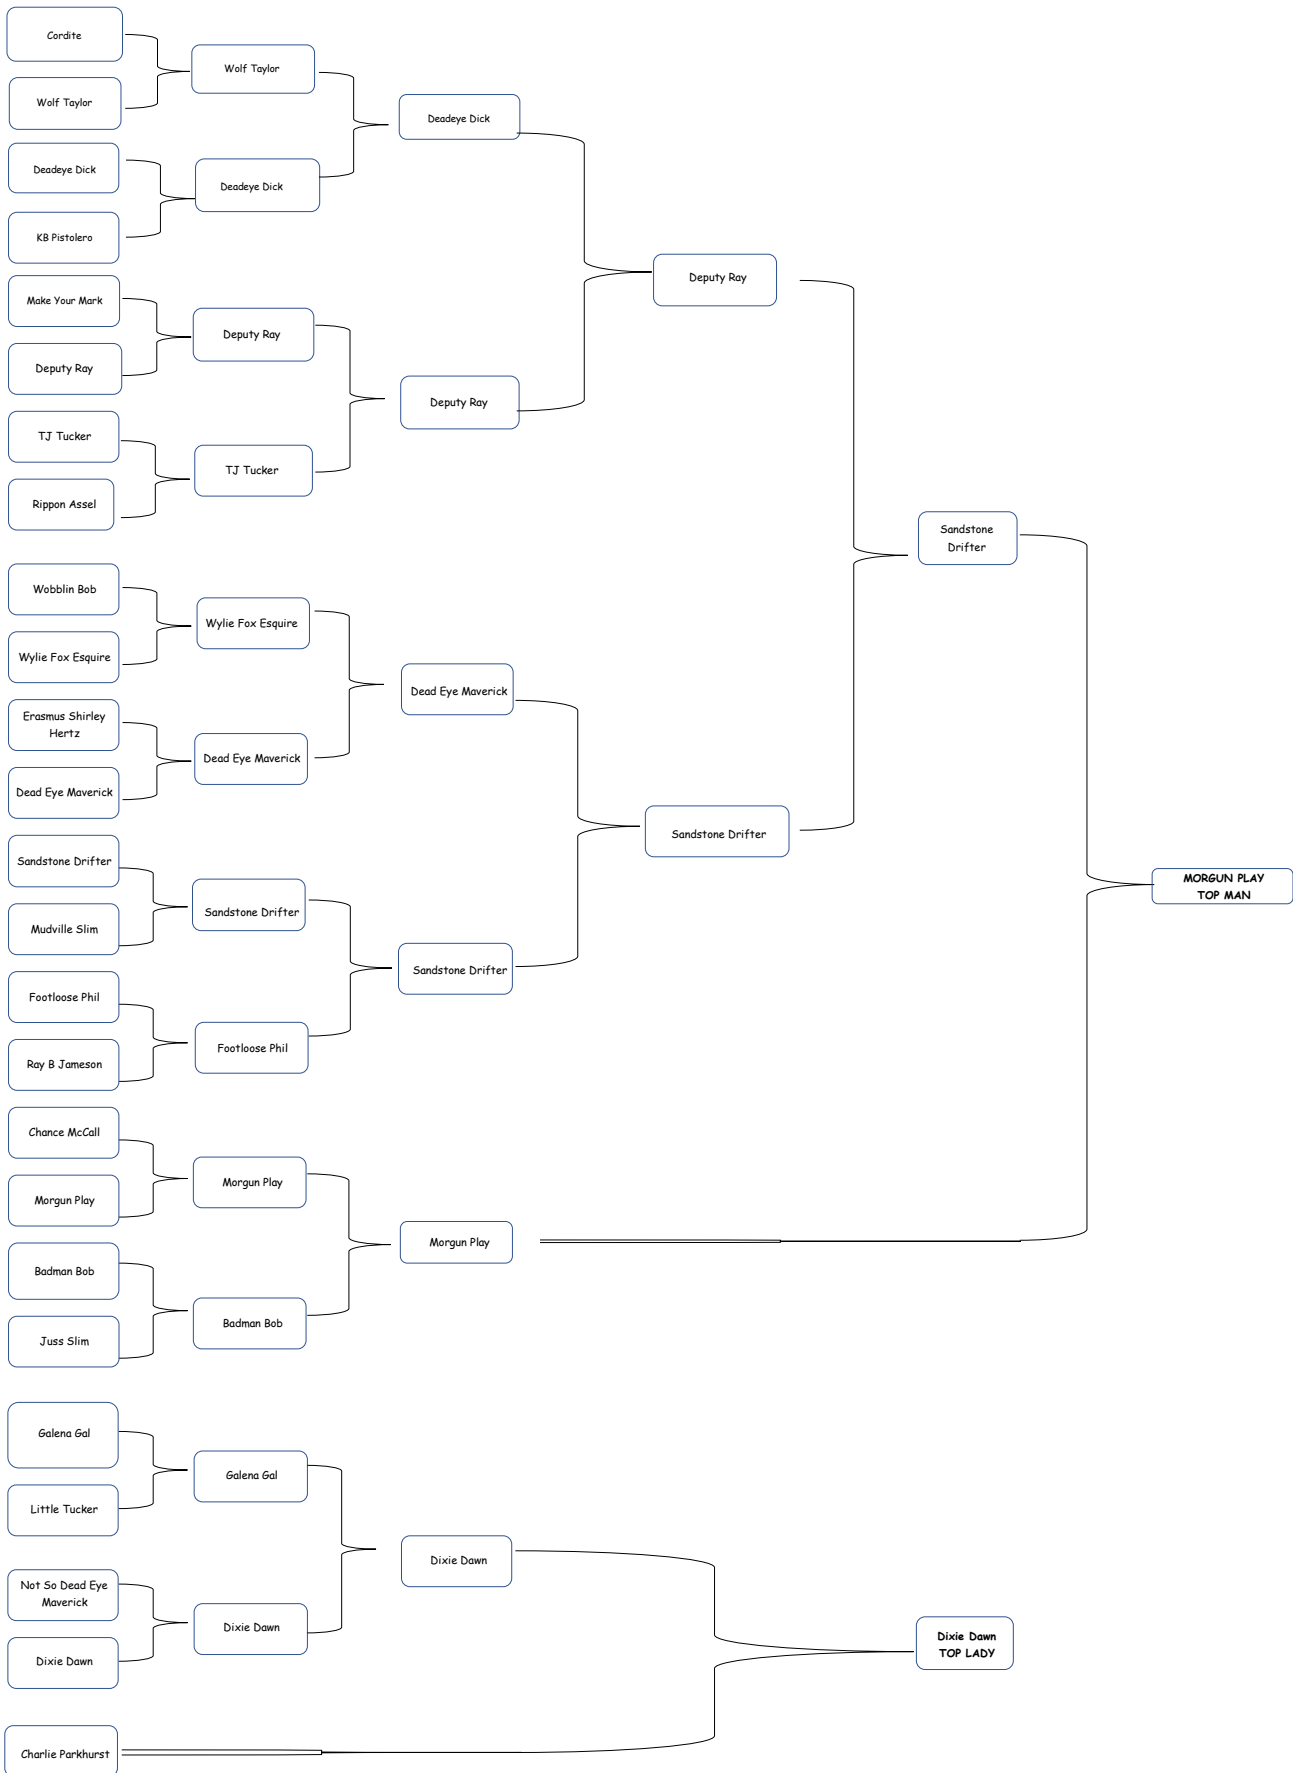 Cordite
Wolf Taylor
Wolf Taylor
Deadeye Dick
Deadeye Dick
Deadeye Dick
KB Pistolero
Deputy Ray
Make Your Mark
Deputy Ray
Deputy Ray
Deputy Ray
TJ Tucker
TJ Tucker
Rippon Assel
Sandstone
Drifter
Wobblin Bob
Wylie Fox Esquire
Wylie Fox Esquire
Dead Eye Maverick
Erasmus Shirley
Hertz
Dead Eye Maverick
Dead Eye Maverick
Sandstone Drifter
Sandstone Drifter
Sandstone Drifter
Mudville Slim
Sandstone Drifter
MORGUN PLAY
TOP MAN
Footloose Phil
Footloose Phil
Ray B Jameson
Chance McCall
Morgun Play
Morgun Play
Morgun Play
Badman Bob
Badman Bob
Juss Slim
Galena Gal
Galena Gal
Little Tucker
Dixie Dawn
Not So Dead Eye
Maverick
Dixie Dawn
Dixie Dawn
Dixie Dawn
TOP LADY
Charlie Parkhurst